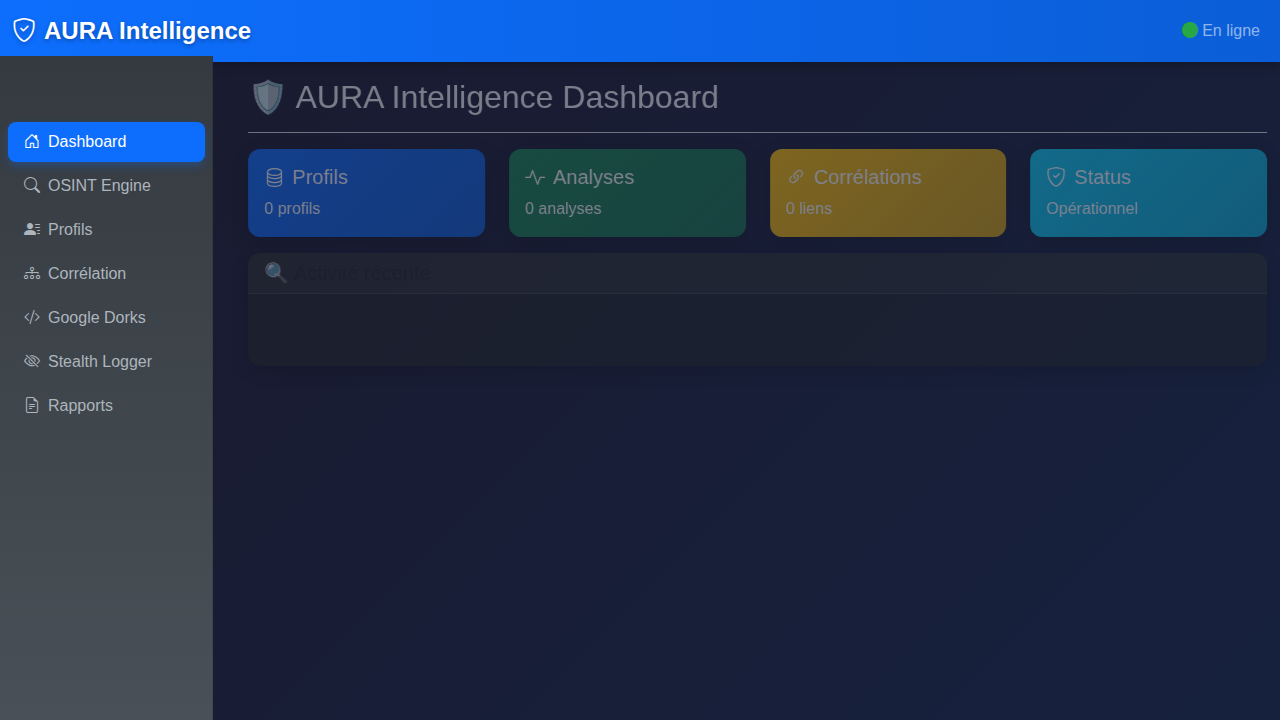 AURA Intelligence
En ligne
Dashboard
OSINT Engine
Profils
Corrélation
Google Dorks
Stealth Logger
Rapports
AURA Intelligence Dashboard
Profils
0 profils
Analyses
0 analyses
Corrélations
0 liens
Status
Opérationnel
Activité récente